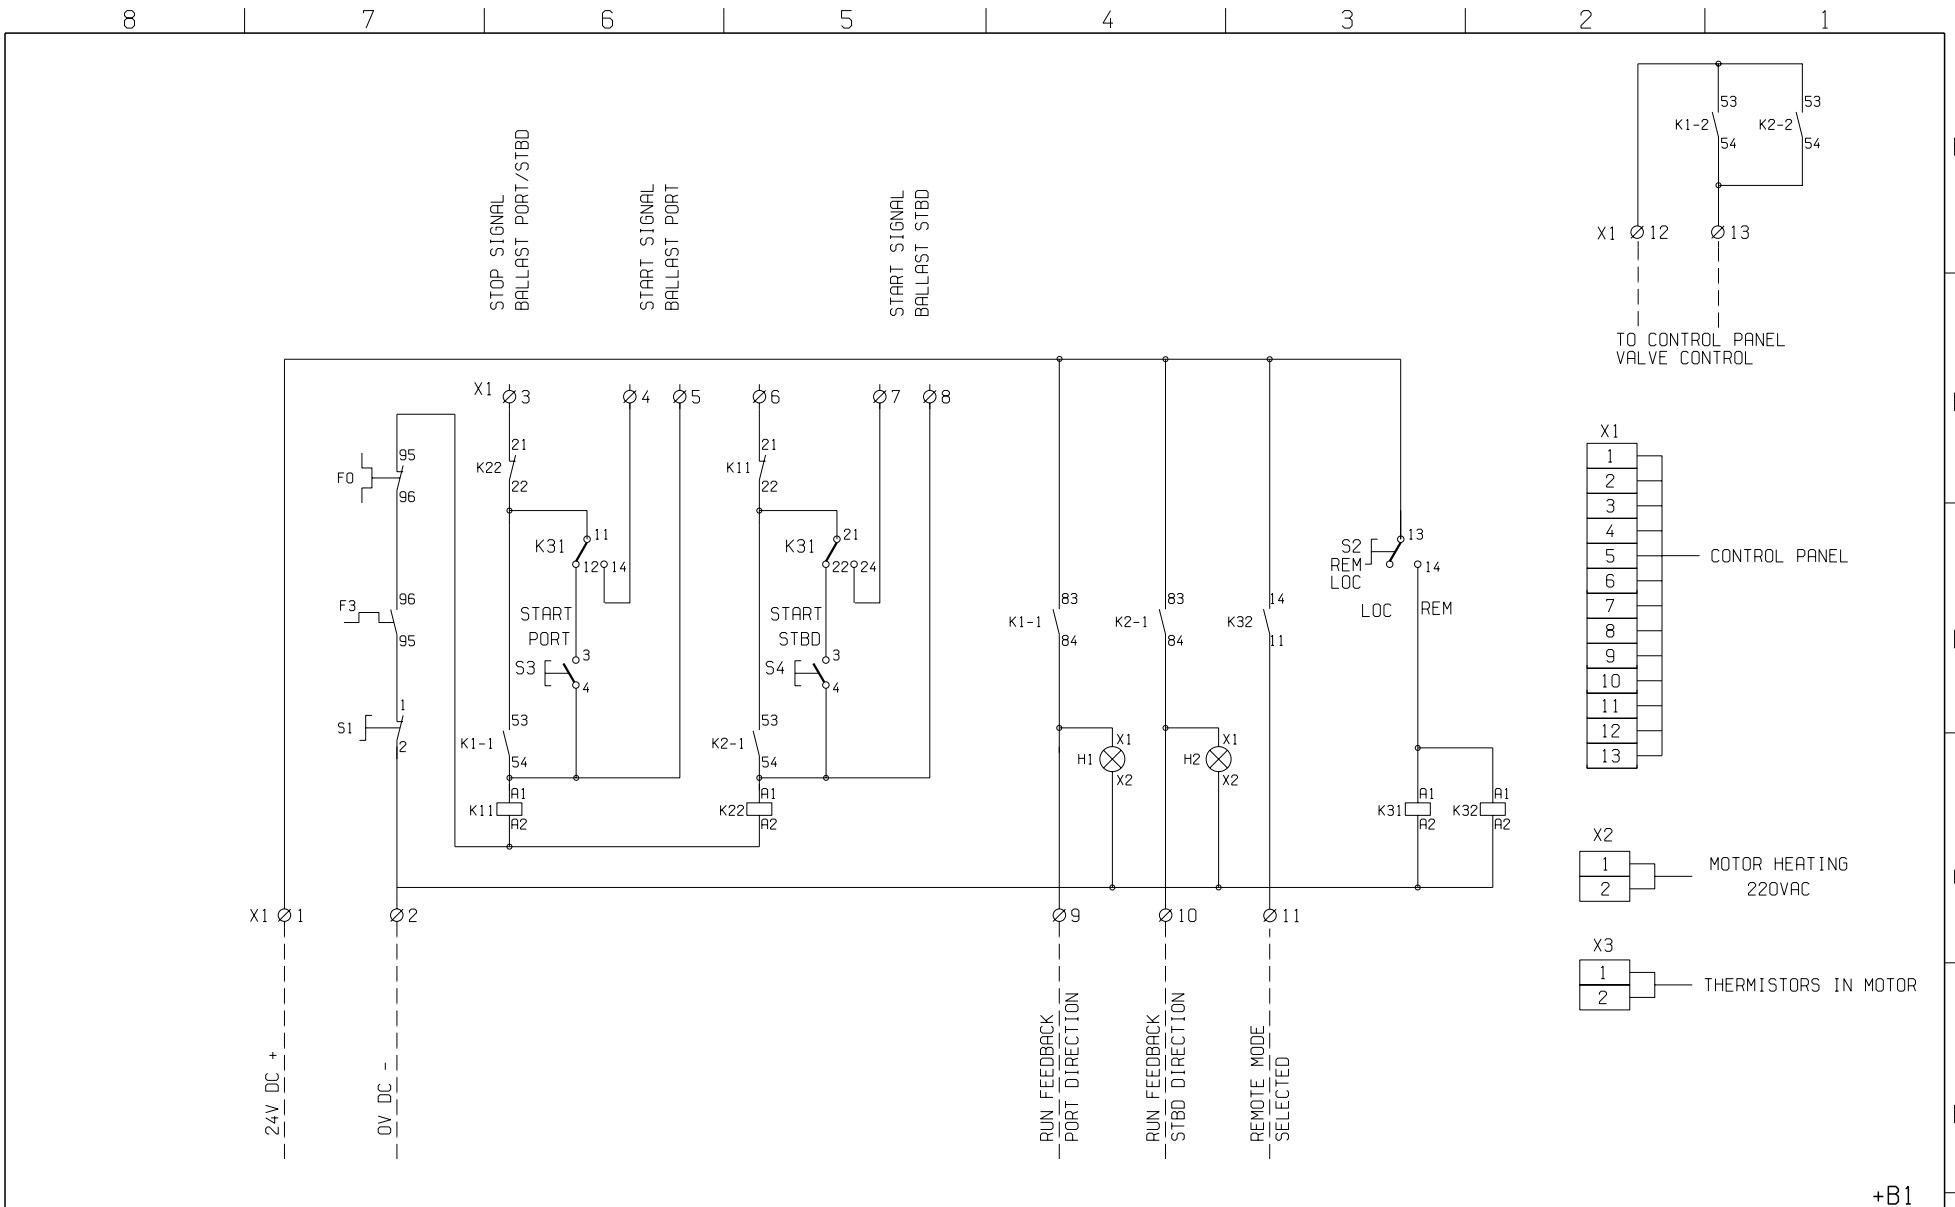 8 7 6 5 4 3 2 1
STOP SIGNAL
BALLAST PORT/STBD
START SIGNAL
BALLAST PORT
START SIGNAL
BALLAST STBD
53
K1-2
54
53
K2-2
54
X1 12 13
TO CONTROL PANEL
VALVE CONTROL
X1 3 4 5 6 7 8
95
F0
96
96
F3
95
1
S1
2
21
K22
22
11
K31
12 14
START
PORT
3
S3
4
53
K1-1
54
A1
K11
A2
21
K11
22
21
K31
22 24
START
STBD
3
S4
4
53
K2-1
54
A1
K22
A2
83
K1-1
84
X1
H1
X2
83
K2-1
84
X1
H2
X2
14
K32
11
13
S2
REM
LOC
14
LOC REM
A1
K31
A2
A1
K32
A2
X1 1 2 9 10 11
24V DC +
0V DC -
RUN FEEDBACK
PORT DIRECTION
RUN FEEDBACK
STBD DIRECTION
REMOTE MODE
SELECTED
X1
1
2
3
4
5 CONTROL PANEL
6
7
8
9
10
11
12
13
X2
1 MOTOR HEATING
2 220VAC
X3
1
2
THERMISTORS IN MOTOR
+B1